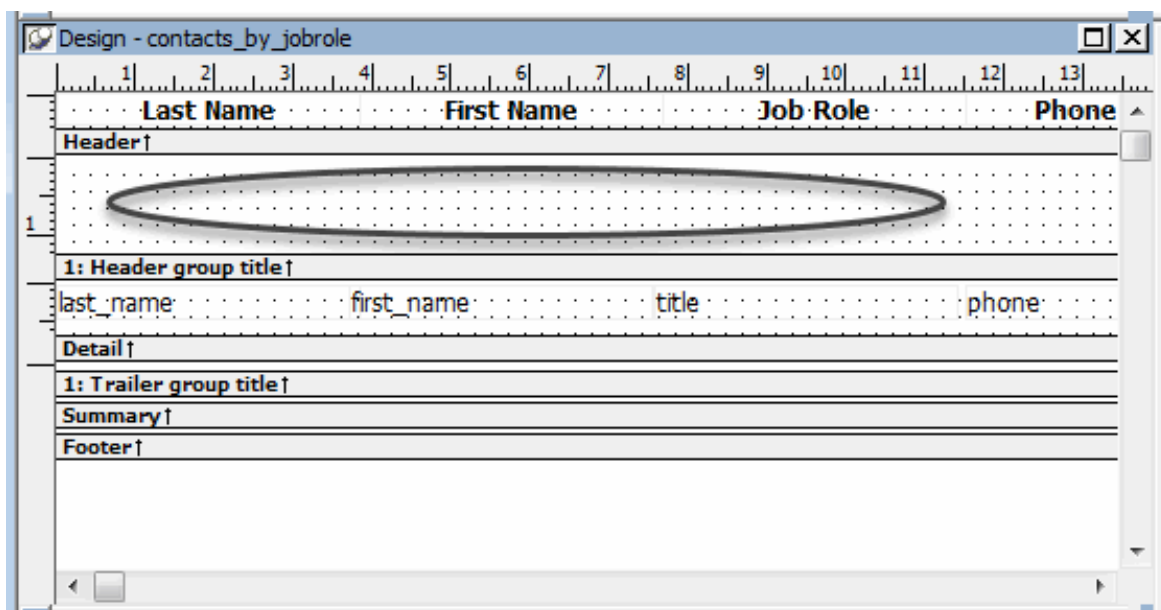 Design - contacts_by_jobrole
1 2 3 4 5 6 7 8 9 10 11 12 13
Last Name First Name Job Role Phone
Header↑
1
1: Header group title↑
last_name first_name title phone
Detail↑
1: Trailer group title↑
Summary↑
Footer↑